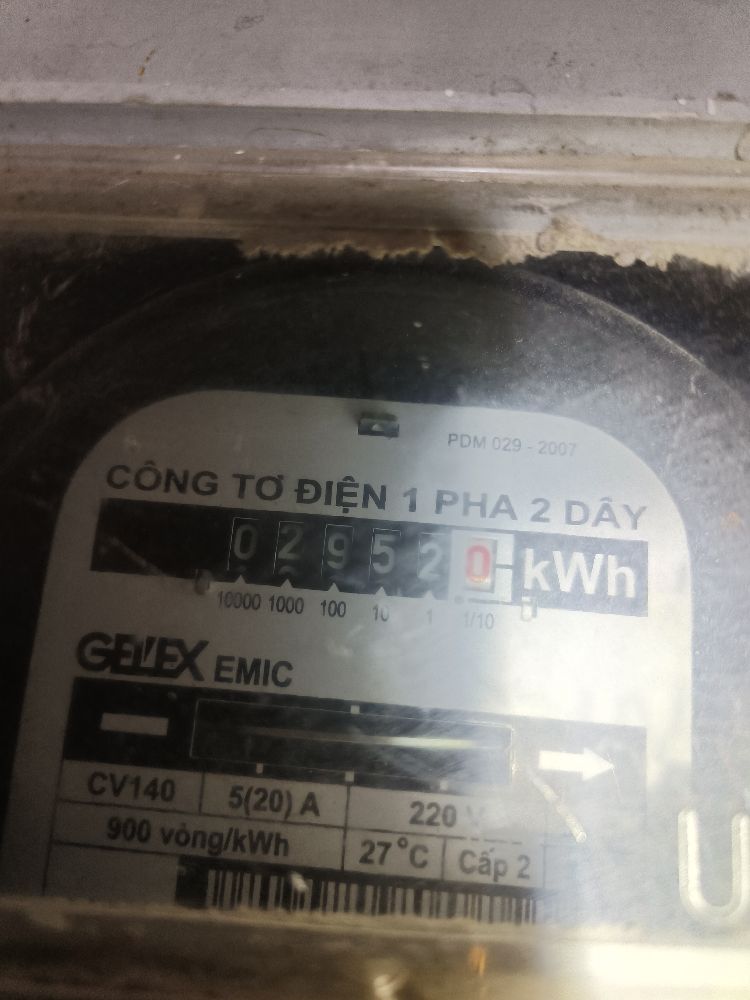 PDM 029 - 2007
CÔNG TƠ ĐIỆN 1 PHA 2 DÂY
0 2 9 5 2 0 kWh
10000 1000 100 10 1 1/10
GELEX EMIC
CV140 5(20) A 220 V
900 vòng/kWh 27°C Cấp 2
U